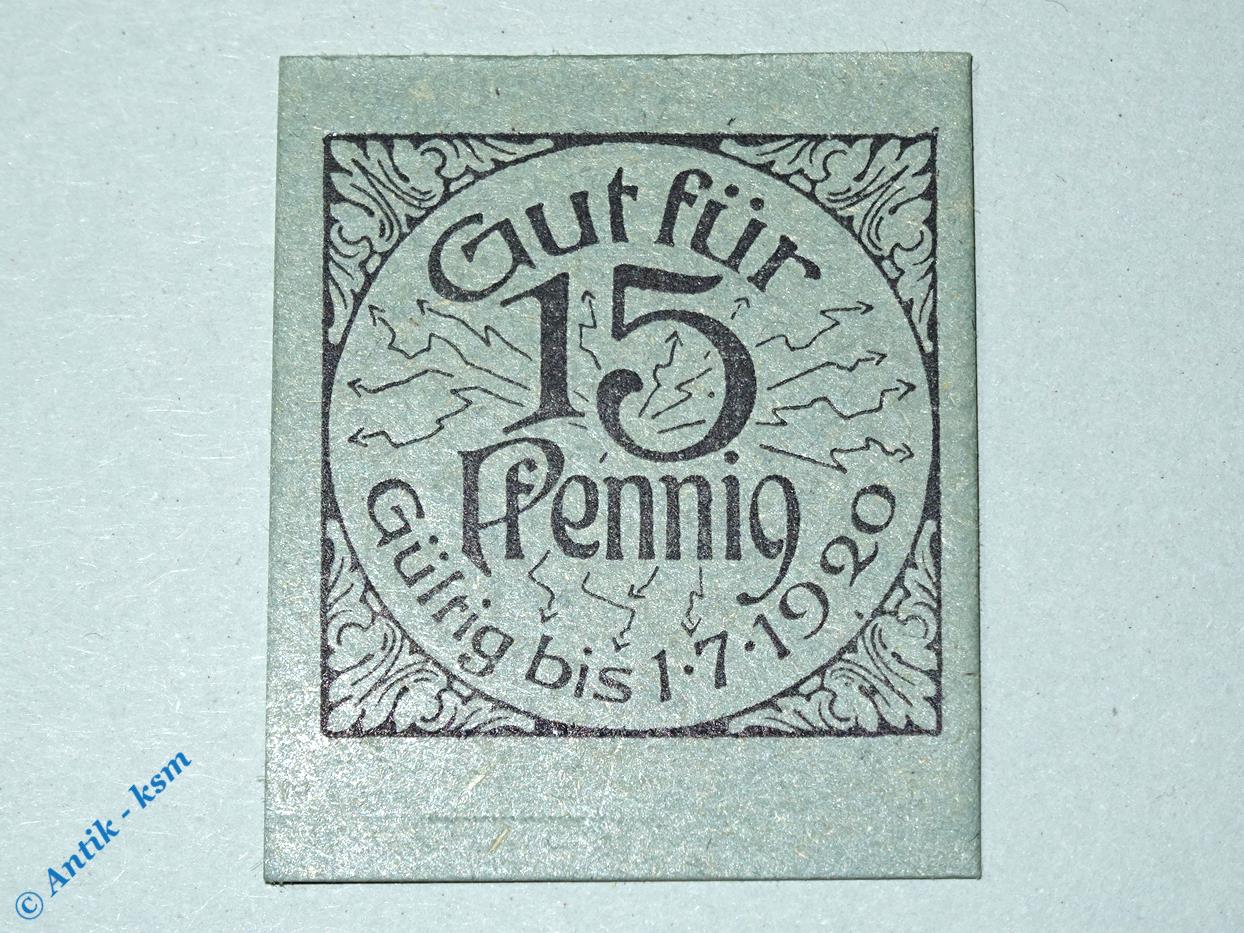 Gut für
15
Pfennig
Gültig bis 1·7·1920
© Antik - ksm